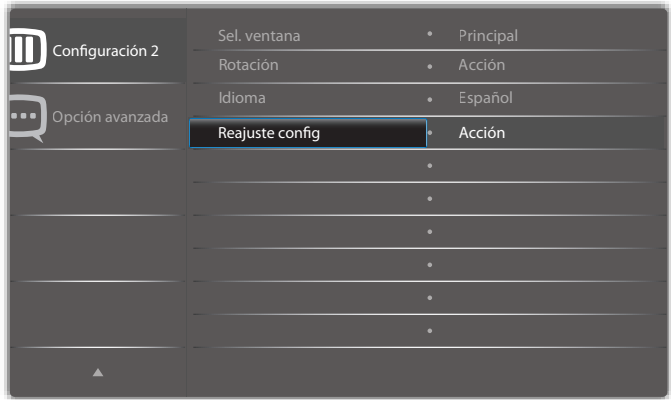 Configuración 2
Opción avanzada
Sel. ventana • Principal
Rotación • Acción
Idioma • Español
Reajuste config • Acción